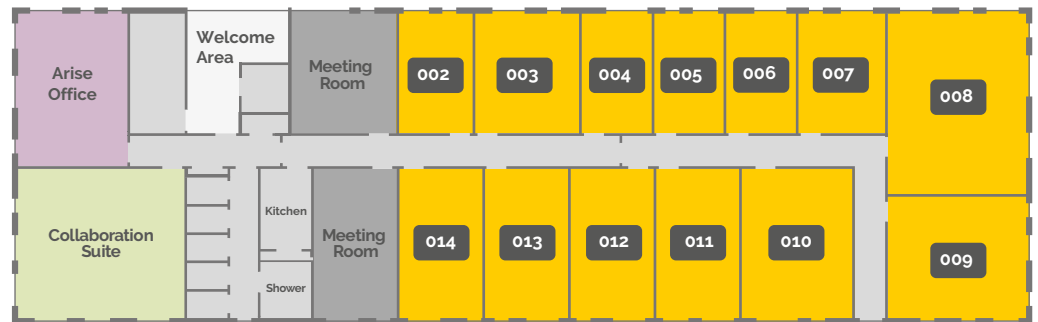 Welcome
Area
Arise
Office
Meeting
Room
002
003
004
005
006
007
008
Collaboration
Suite
Kitchen
Shower
Meeting
Room
014
013
012
011
010
009